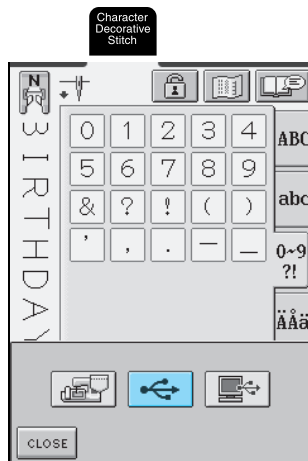 Character
Decorative
Stitch
N
BIRTHDAY
0 1 2 3 4
5 6 7 8 9
& ? ! ( )
' , . – _
ABC
abc
0~9
?!
ÄÅä
CLOSE